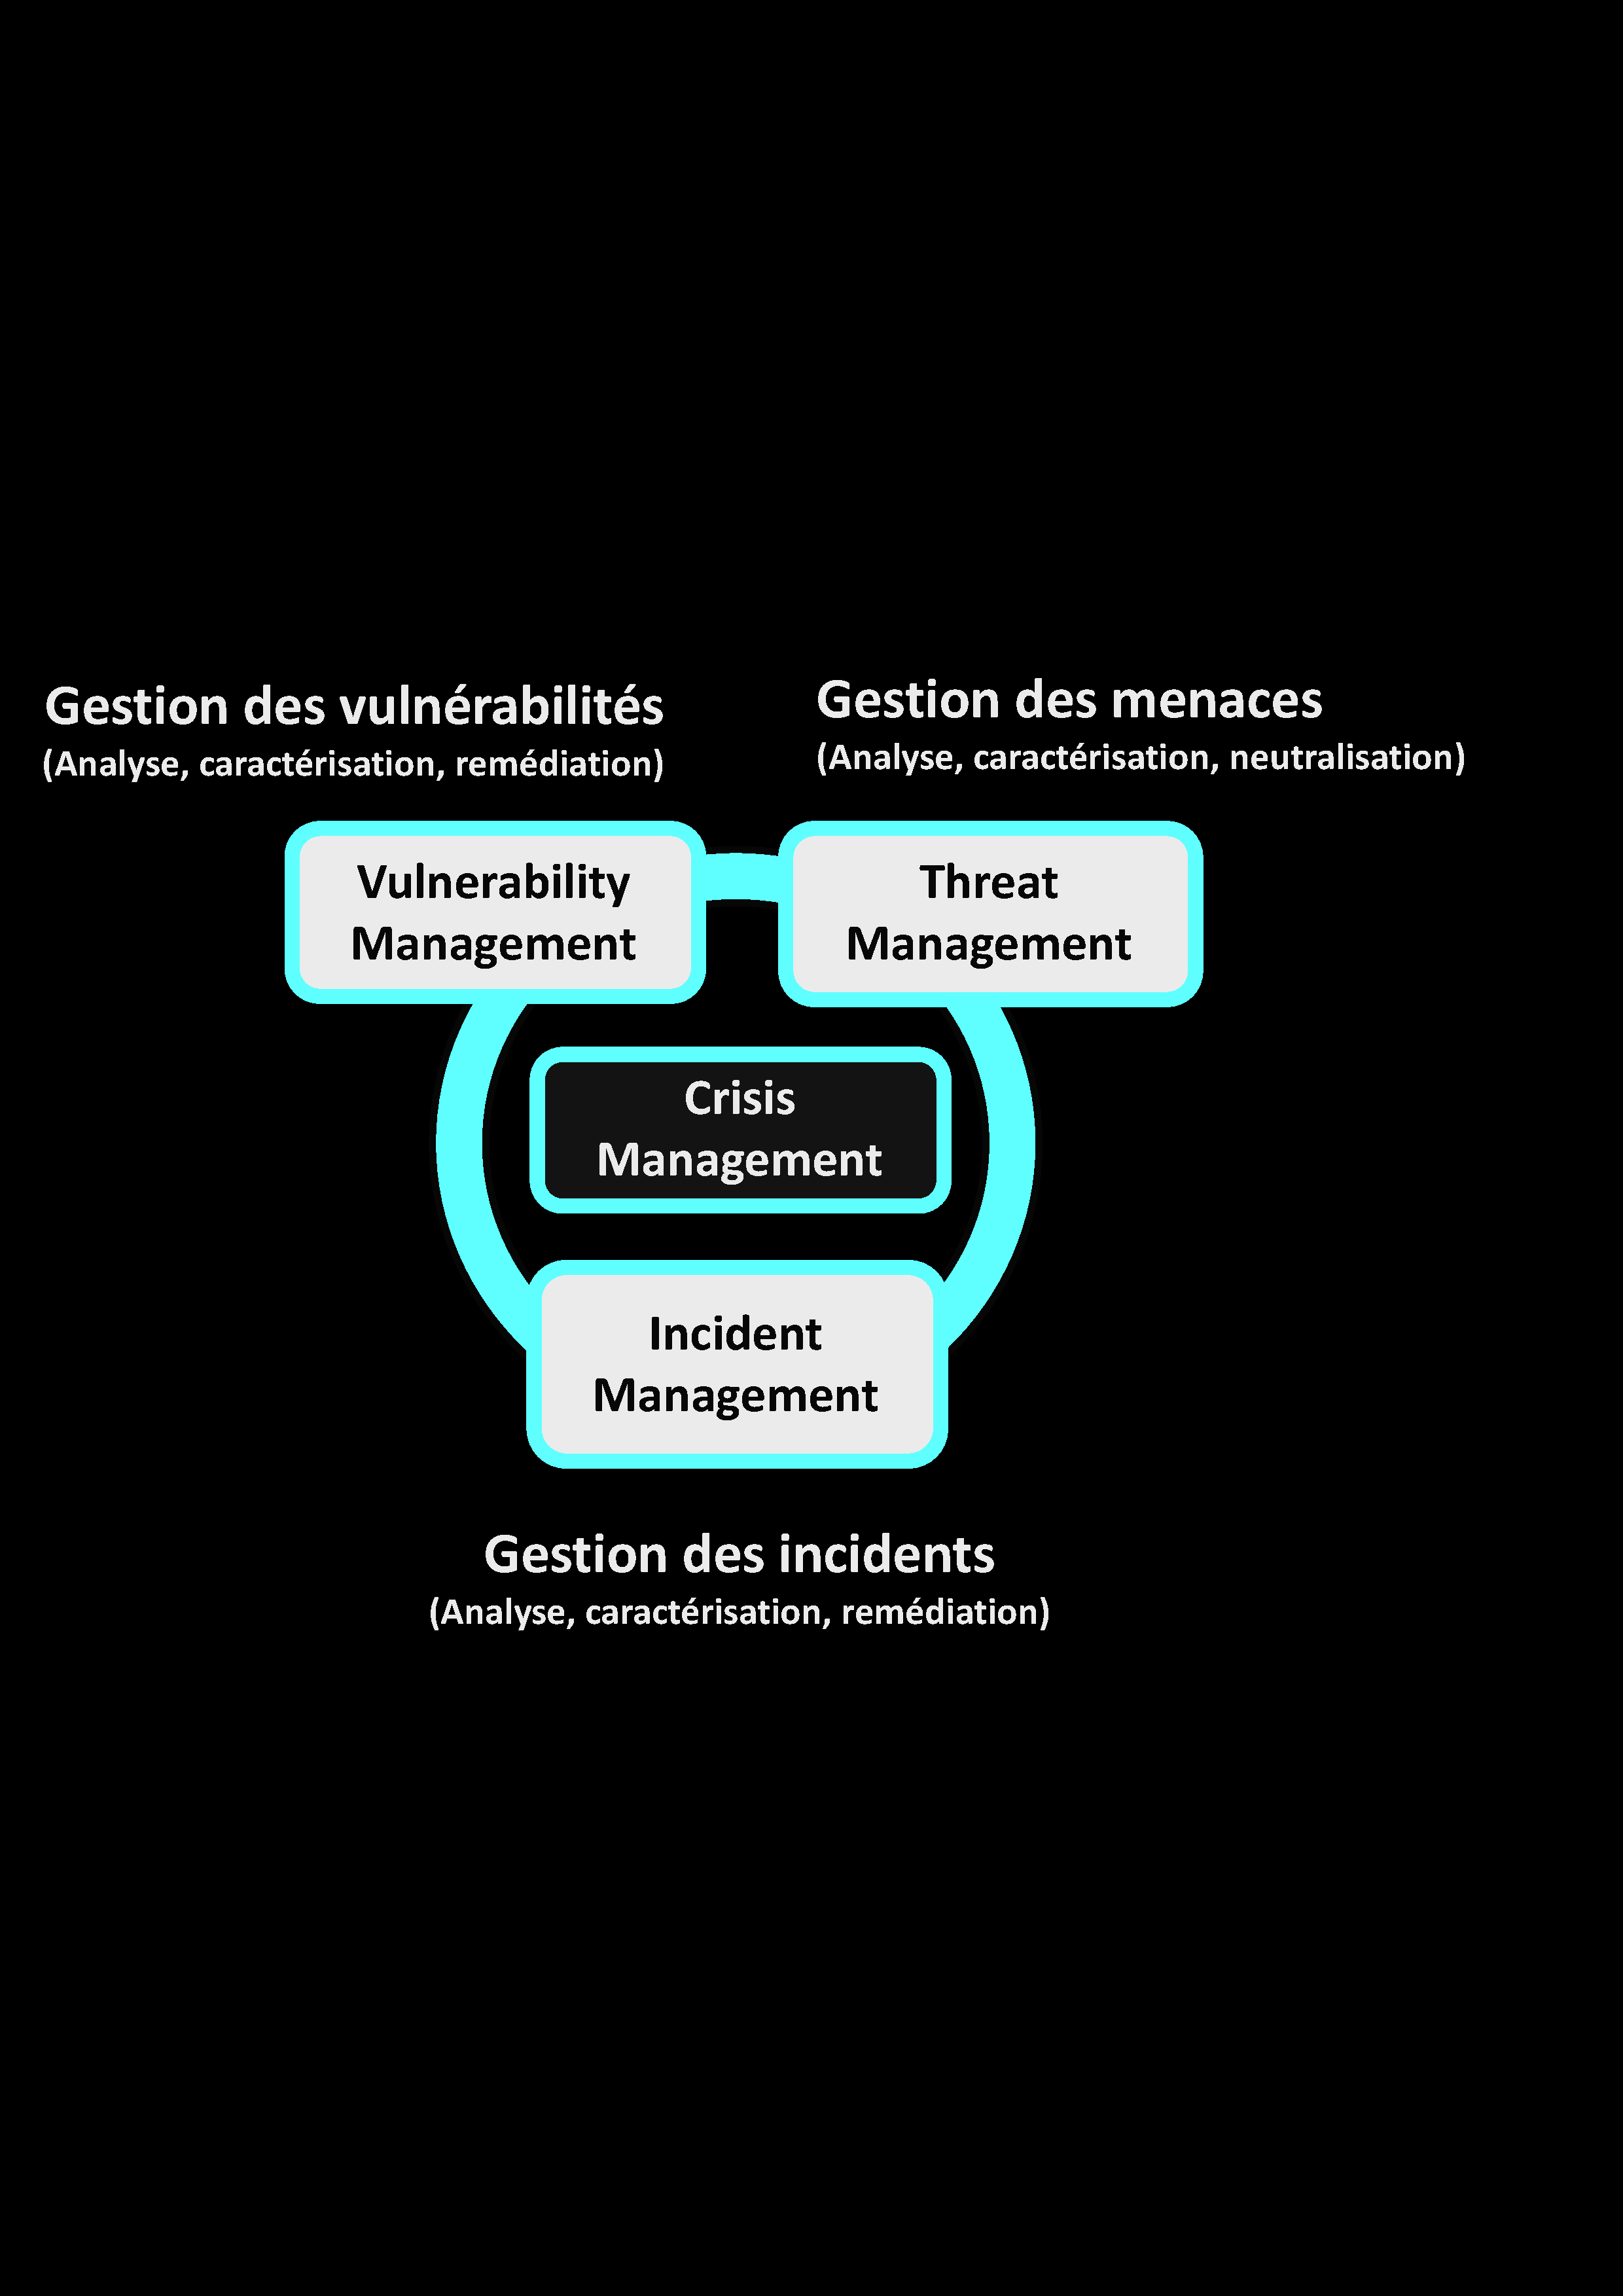 Gestion des vulnérabilités
(Analyse, caractérisation, remédiation)
Gestion des menaces
(Analyse, caractérisation, neutralisation)
Vulnerability
Management
Threat
Management
Crisis
Management
Incident
Management
Gestion des incidents
(Analyse, caractérisation, remédiation)